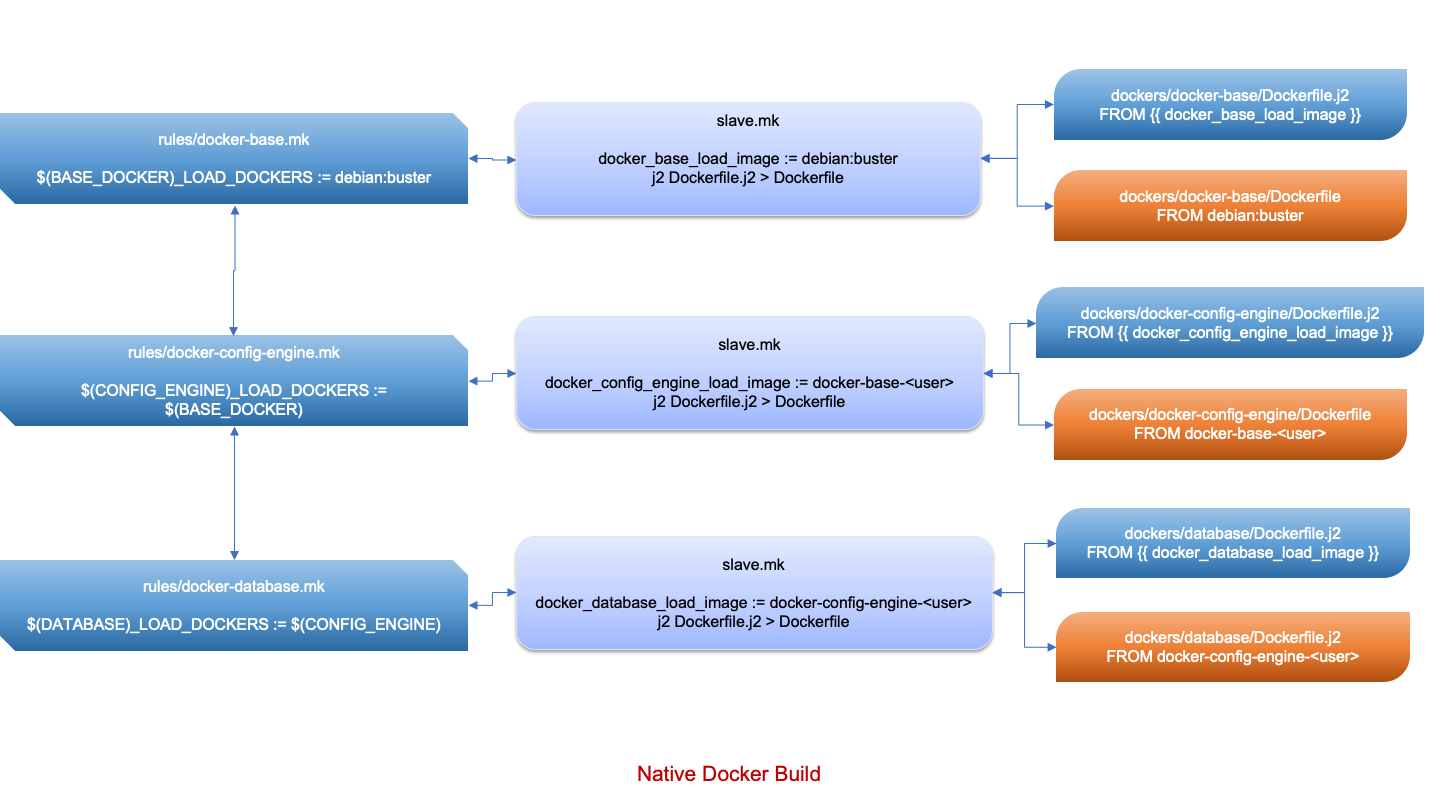 rules/docker-base.mk
$(BASE_DOCKER)_LOAD_DOCKERS := debian:buster
slave.mk
docker_base_load_image := debian:buster
j2 Dockerfile.j2 > Dockerfile
dockers/docker-base/Dockerfile.j2
FROM {{ docker_base_load_image }}
dockers/docker-base/Dockerfile
FROM debian:buster
rules/docker-config-engine.mk
$(CONFIG_ENGINE)_LOAD_DOCKERS :=
$(BASE_DOCKER)
slave.mk
docker_config_engine_load_image := docker-base-<user>
j2 Dockerfile.j2 > Dockerfile
dockers/docker-config-engine/Dockerfile.j2
FROM {{ docker_config_engine_load_image }}
dockers/docker-config-engine/Dockerfile
FROM docker-base-<user>
rules/docker-database.mk
$(DATABASE)_LOAD_DOCKERS := $(CONFIG_ENGINE)
slave.mk
docker_database_load_image := docker-config-engine-<user>
j2 Dockerfile.j2 > Dockerfile
dockers/database/Dockerfile.j2
FROM {{ docker_database_load_image }}
dockers/database/Dockerfile.j2
FROM docker-config-engine-<user>
Native Docker Build